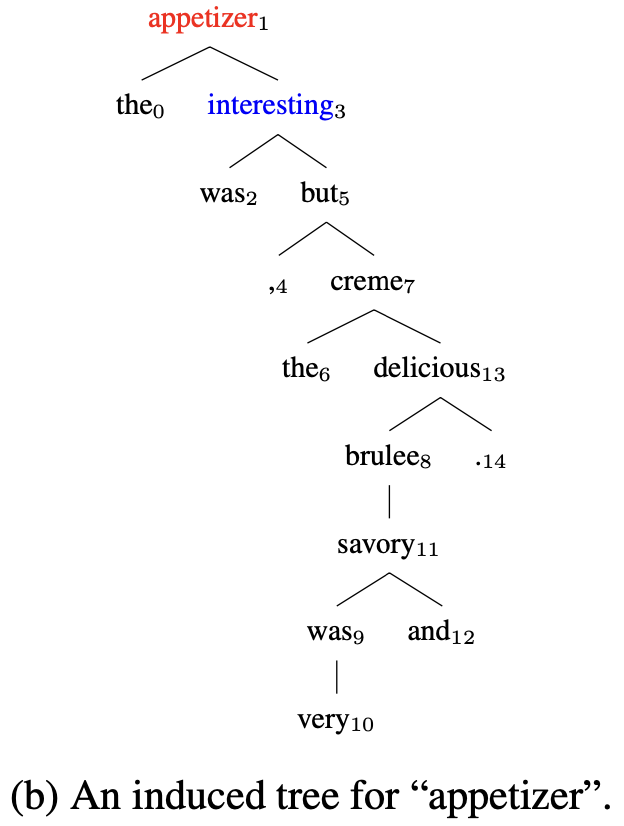 appetizer1
the0 interesting3
was2 but5
,4 creme7
the6 delicious13
brulee8 .14
savory11
was9 and12
very10
(b) An induced tree for “appetizer”.